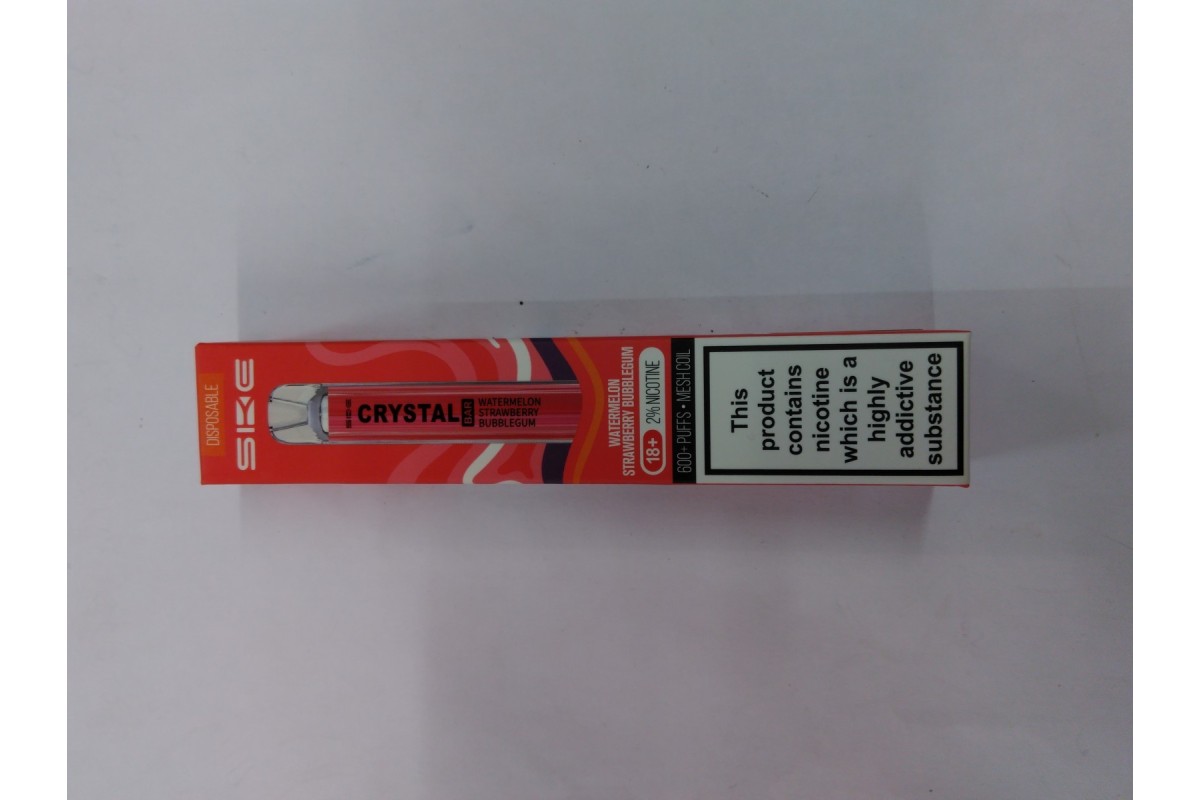 DISPOSABLE
SKE
SKE
CRYSTAL
BAR
WATERMELON
STRAWBERRY
BUBBLEGUM
WATERMELON
STRAWBERRY BUBBLEGUM
18+ 2% NICOTINE
600+ PUFFS • MESH COIL
This
product
contains
nicotine
which is a
highly
addictive
substance